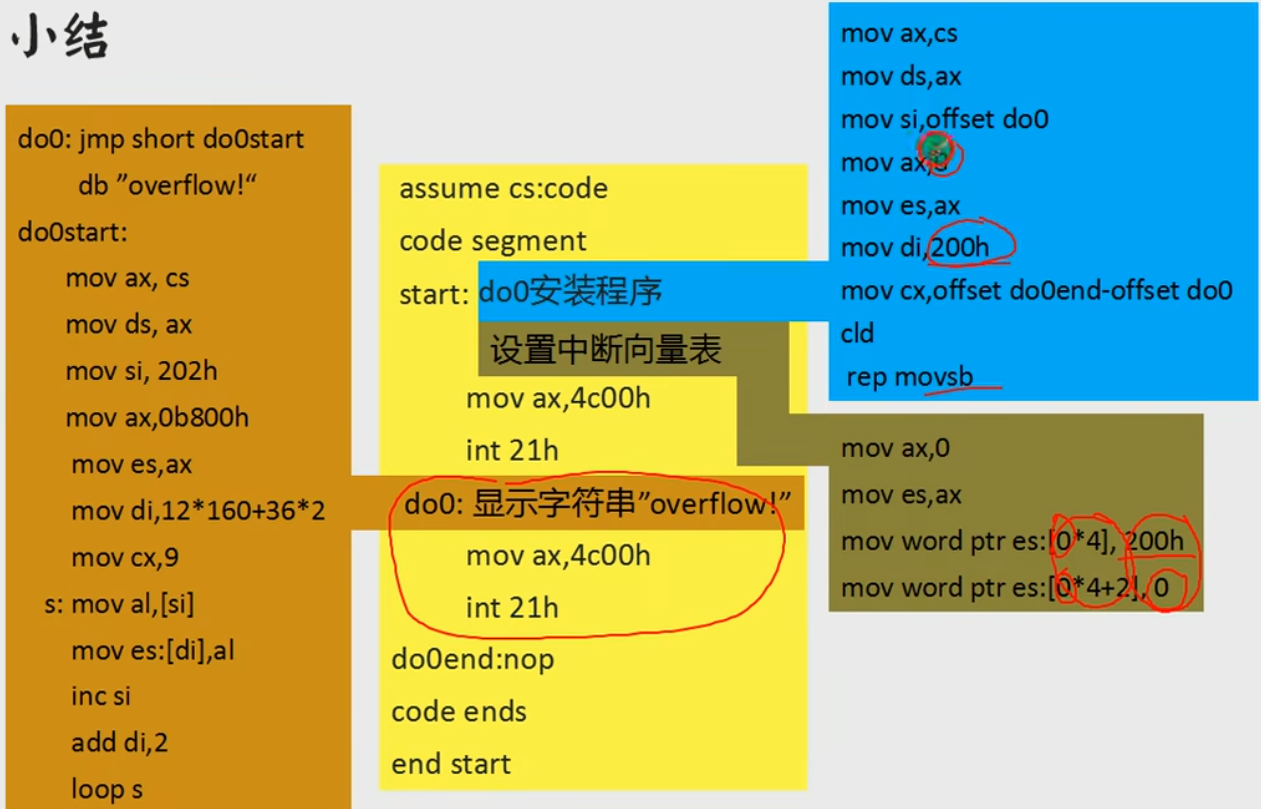 小结
do0: jmp short do0start
db ”overflow!“
do0start:
mov ax, cs
mov ds, ax
mov si, 202h
mov ax,0b800h
mov es,ax
mov di,12*160+36*2
mov cx,9
s: mov al,[si]
mov es:[di],al
inc si
add di,2
loop s
assume cs:code
code segment
start: do0安装程序
设置中断向量表
mov ax,4c00h
int 21h
do0: 显示字符串”overflow!”
mov ax,4c00h
int 21h
do0end:nop
code ends
end start
mov ax,cs
mov ds,ax
mov si,offset do0
mov ax,
mov es,ax
mov di,200h
mov cx,offset do0end-offset do0
cld
rep movsb
mov ax,0
mov es,ax
mov word ptr es:[0*4], 200h
mov word ptr es:[0*4+2], 0